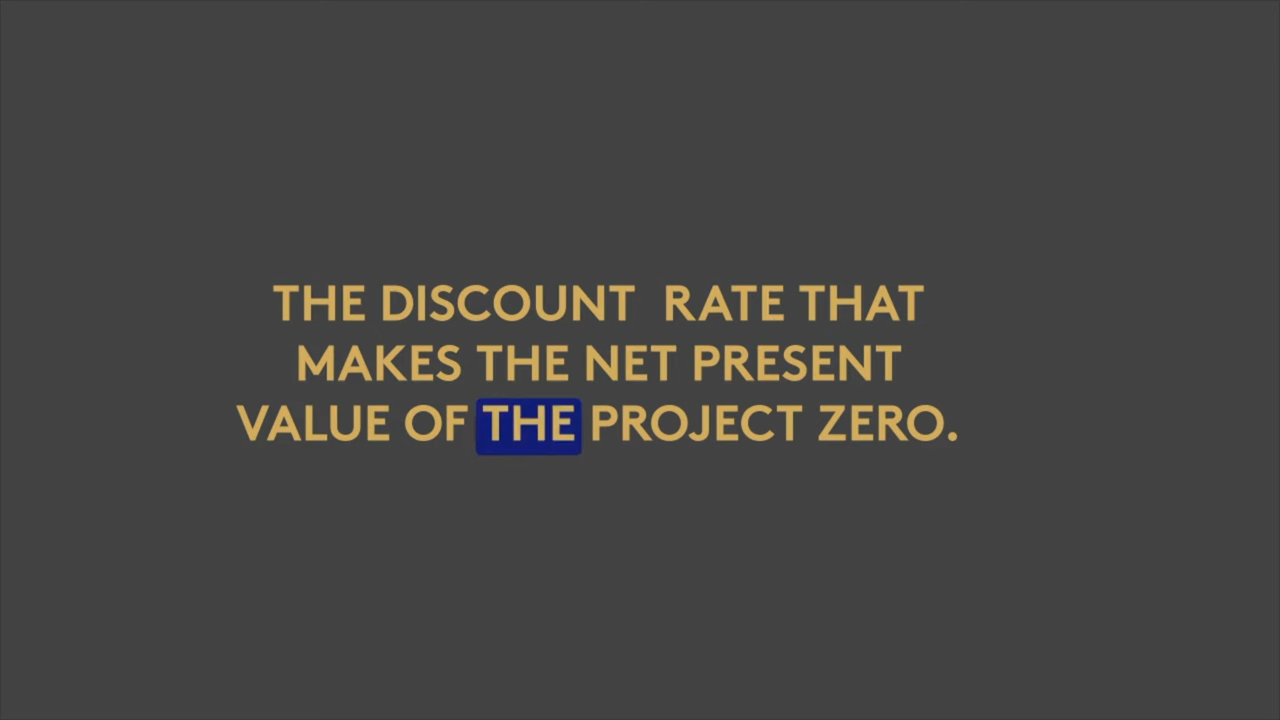 THE DISCOUNT  RATE THAT
MAKES THE NET PRESENT
VALUE OF THE PROJECT ZERO.